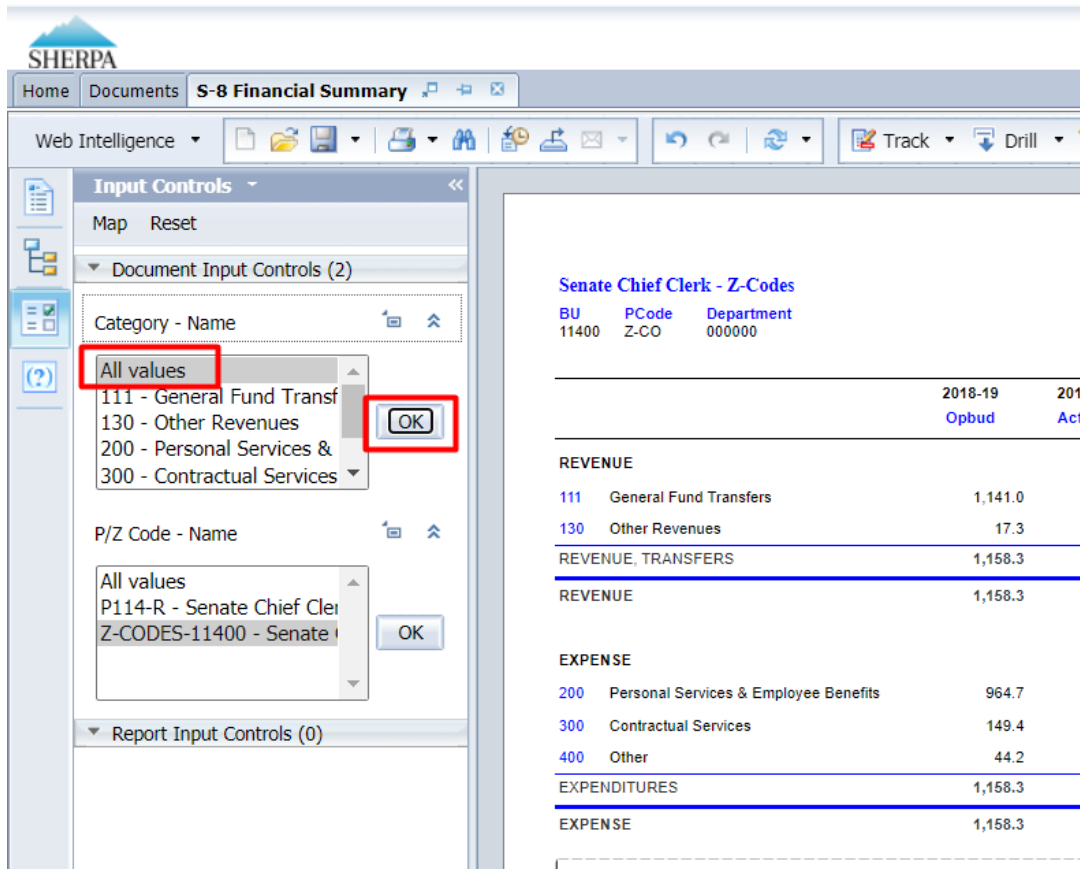 SHERPA
Home Documents S-8 Financial Summary
Web Intelligence Track Drill
Input Controls
Map Reset
Document Input Controls (2)
Category - Name
All values
111 - General Fund Transf
130 - Other Revenues
200 - Personal Services &
300 - Contractual Services
OK
P/Z Code - Name
All values
P114-R - Senate Chief Cler
Z-CODES-11400 - Senate
OK
Report Input Controls (0)
Senate Chief Clerk - Z-Codes
BU PCode Department
11400 Z-CO 000000
2018-19 201
Opbud Act
REVENUE
111 General Fund Transfers 1,141.0
130 Other Revenues 17.3
REVENUE, TRANSFERS 1,158.3
REVENUE 1,158.3
EXPENSE
200 Personal Services & Employee Benefits 964.7
300 Contractual Services 149.4
400 Other 44.2
EXPENDITURES 1,158.3
EXPENSE 1,158.3